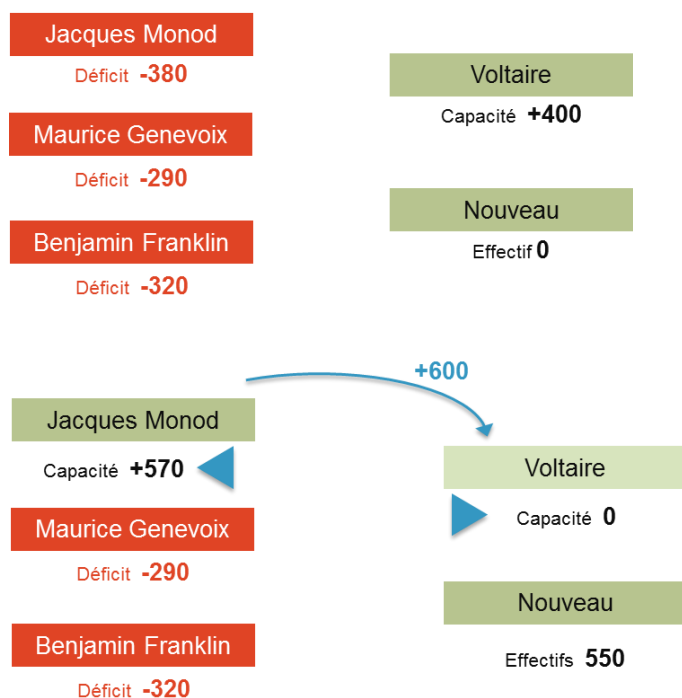 Jacques Monod
Déficit -380
Maurice Genevoix
Déficit -290
Benjamin Franklin
Déficit -320
Voltaire
Capacité +400
Nouveau
Effectif 0
+600
Jacques Monod
Capacité +570
Maurice Genevoix
Déficit -290
Benjamin Franklin
Déficit -320
Voltaire
Capacité 0
Nouveau
Effectifs 550